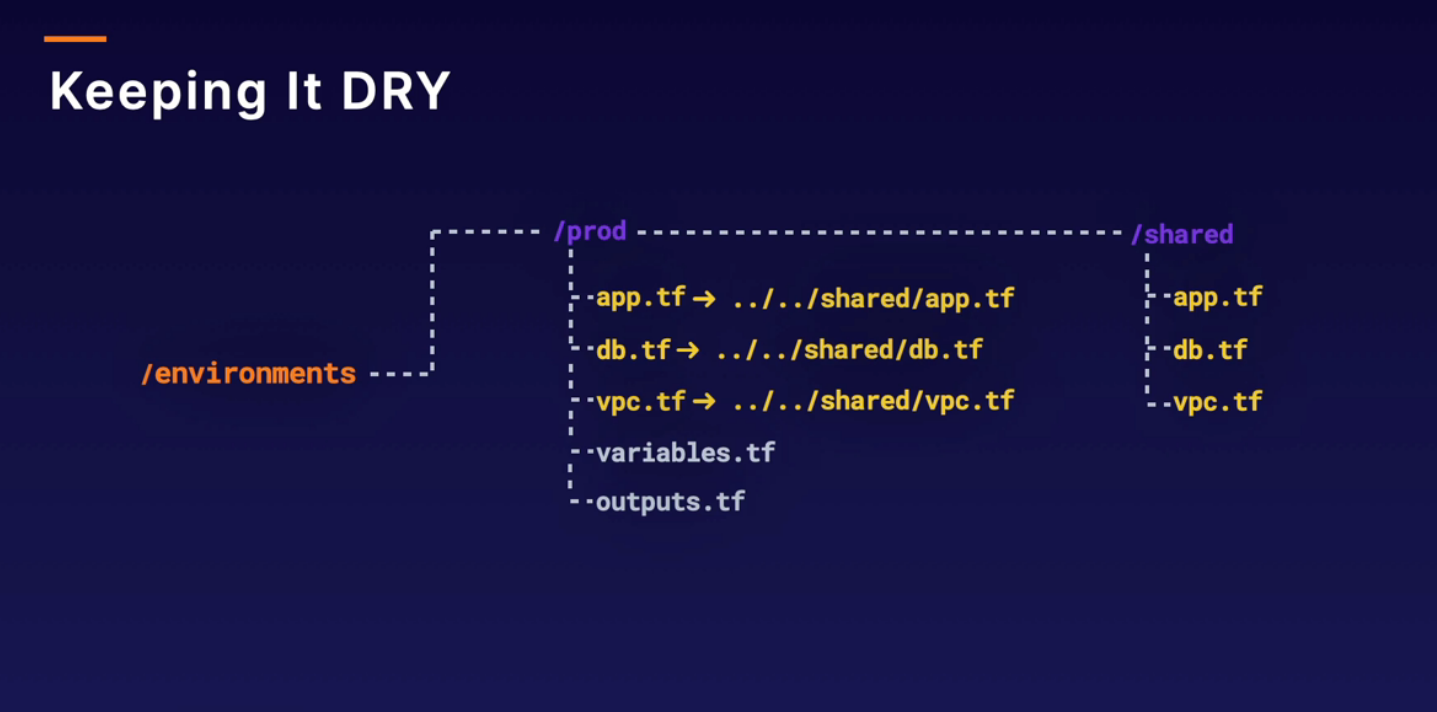 Keeping It DRY
/prod
/shared
app.tf → ../../shared/app.tf
app.tf
db.tf → ../../shared/db.tf
db.tf
/environments
vpc.tf → ../../shared/vpc.tf
vpc.tf
variables.tf
outputs.tf